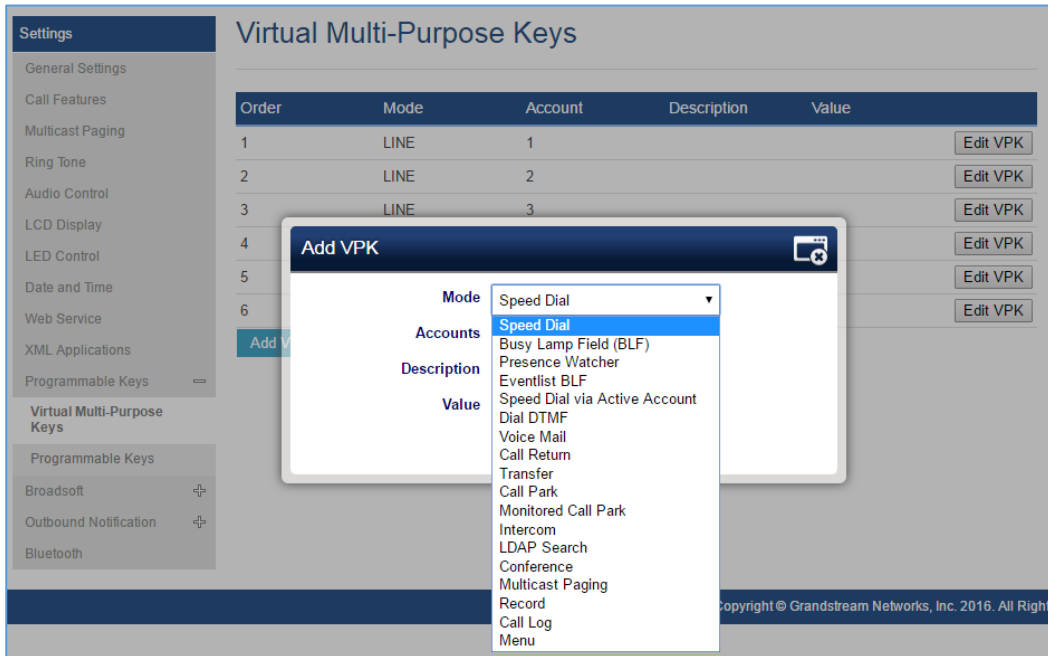 Settings
General Settings
Call Features
Multicast Paging
Ring Tone
Audio Control
LCD Display
LED Control
Date and Time
Web Service
XML Applications
Programmable Keys
Virtual Multi-Purpose
Keys
Programmable Keys
Broadsoft
Outbound Notification
Bluetooth
Virtual Multi-Purpose Keys
Order Mode Account Description Value
1 LINE 1 Edit VPK
2 LINE 2 Edit VPK
3 LINE 3 Edit VPK
4 Edit VPK
5 Edit VPK
6 Edit VPK
Add V
Add VPK
Mode Speed Dial
Accounts
Description
Value
Speed Dial
Busy Lamp Field (BLF)
Presence Watcher
Eventlist BLF
Speed Dial via Active Account
Dial DTMF
Voice Mail
Call Return
Transfer
Call Park
Monitored Call Park
Intercom
LDAP Search
Conference
Multicast Paging
Record
Call Log
Menu
Copyright © Grandstream Networks, Inc. 2016. All Righ